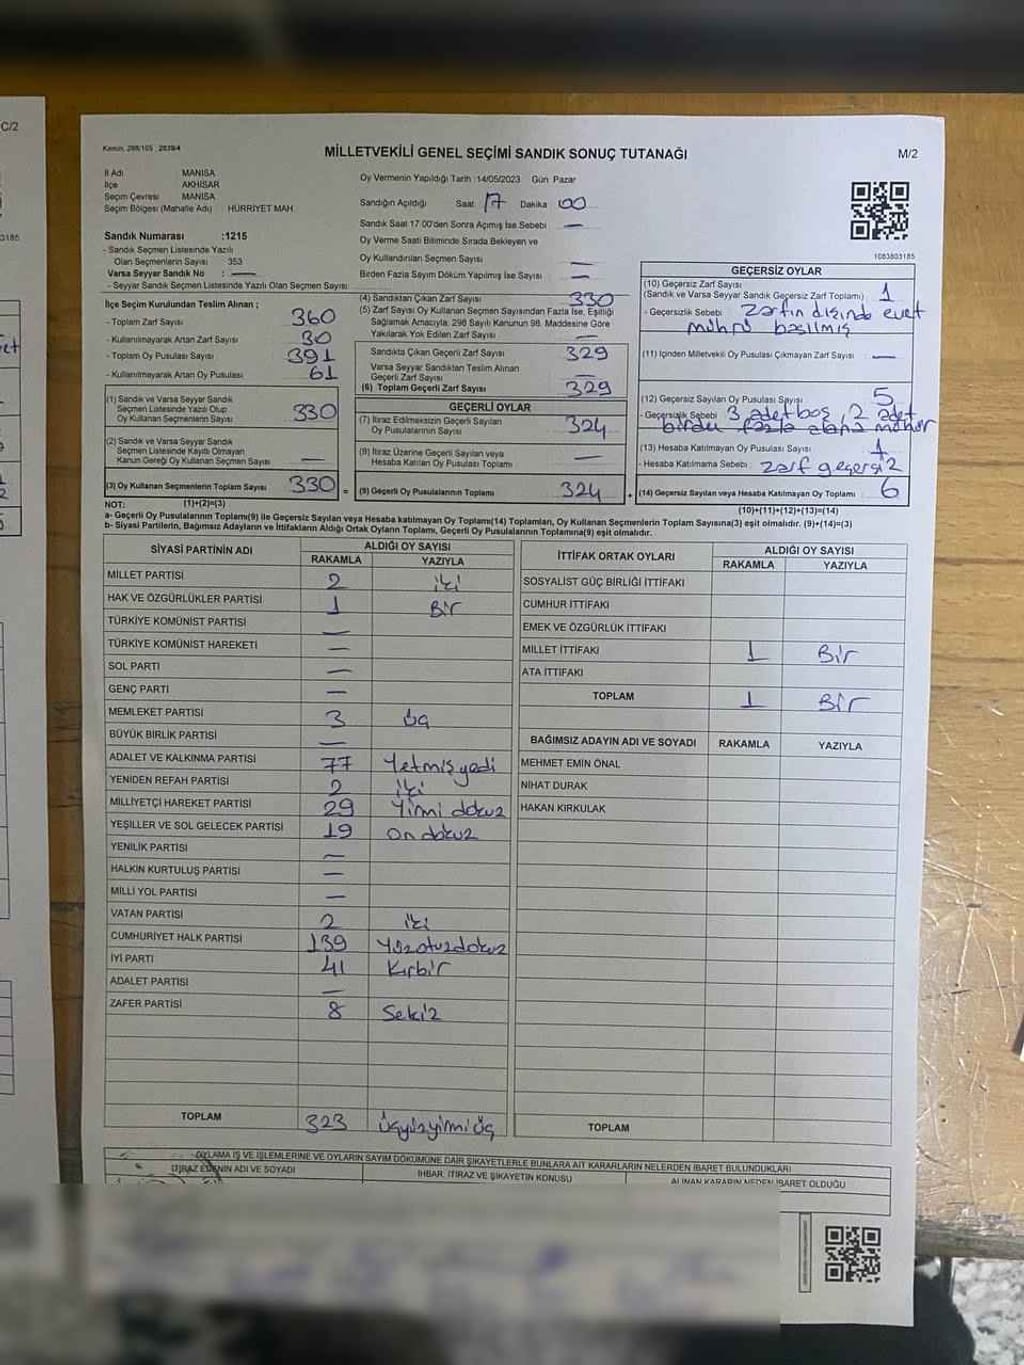 C/2
3185
Kanun, 298/105 2839/4
MİLLETVEKİLİ GENEL SEÇİMİ SANDIK SONUÇ TUTANAĞI
M/2
İl Adı MANİSA
İlçe AKHİSAR
Seçim Çevresi MANİSA
Seçim Bölgesi (Mahalle Adı) HÜRRİYET MAH.
Oy Vermenin Yapıldığı Tarih :14/05/2023 Gün Pazar
Sandığın Açıldığı Saat 17 Dakika 00
Sandık Saat 17:00'den Sonra Açımış İse Sebebi —
Oy Verme Saati Bitiminde Sırada Bekleyen ve
Oy Kullandırılan Seçmen Sayısı —
Birden Fazla Sayım Döküm Yapılmış İse Sayısı —
1083803185
Sandık Numarası :1215
- Sandık Seçmen Listesinde Yazılı
Olan Seçmenlerin Sayısı 353
Varsa Seyyar Sandık No : —
- Seyyar Sandık Seçmen Listesinde Yazılı Olan Seçmen Sayısı
İlçe Seçim Kurulundan Teslim Alınan ;
- Toplam Zarf Sayısı 360
- Kullanılmayarak Artan Zarf Sayısı 30
- Toplam Oy Pusulası Sayısı 391
- Kullanılmayarak Artan Oy Pusulası 61
(1) Sandık ve Varsa Seyyar Sandık
Seçmen Listesinde Yazılı Olup
Oy Kullanan Seçmenlerin Sayısı 330
(2) Sandık ve Varsa Seyyar Sandık
Seçmen Listesinde Kayıtlı Olmayan
Kanun Gereği Oy Kullanan Seçmen Sayısı —
(3) Oy Kullanan Seçmenlerin Toplam Sayısı 330 =
(1)+(2)=(3)
(4) Sandıktan Çıkan Zarf Sayısı 330
(5) Zarf Sayısı Oy Kullanan Seçmen Sayısından Fazla İse, Eşitliği
Sağlamak Amacıyla; 298 Sayılı Kanunun 98. Maddesine Göre
Yakılarak Yok Edilen Zarf Sayısı —
Sandıkta Çıkan Geçerli Zarf Sayısı 329
Varsa Seyyar Sandıktan Teslim Alınan
Geçerli Zarf Sayısı —
(6) Toplam Geçerli Zarf Sayısı 329
GEÇERLİ OYLAR
(7) İtiraz Edilmeksizin Geçerli Sayılan
Oy Pusulalarının Sayısı 324
(8) İtiraz Üzerine Geçerli Sayılan veya
Hesaba Katılan Oy Pusulası Toplamı —
(9) Geçerli Oy Pusulalarının Toplamı 324 +
GEÇERSİZ OYLAR
(10) Geçersiz Zarf Sayısı
(Sandık ve Varsa Seyyar Sandık Geçersiz Zarf Toplamı) 1
- Geçersizlik Sebebi zarfın dışında evet
mührü basılmış
(11) İçinden Milletvekili Oy Pusulası Çıkmayan Zarf Sayısı —
(12) Geçersiz Sayılan Oy Pusulası Sayısı 5
- Geçersizlik Sebebi 3 adet boş, 2 adet
birden fazla alana mühür
(13) Hesaba Katılmayan Oy Pusulası Sayısı
- Hesaba Katılmama Sebebi : zarf geçersiz
(14) Geçersiz Sayılan veya Hesaba Katılmayan Oy Toplamı 6
(10)+(11)+(12)+(13)=(14)
NOT:
a- Geçerli Oy Pusulalarının Toplamı(9) ile Geçersiz Sayılan veya Hesaba katılmayan Oy Toplamı(14) Toplamları, Oy Kullanan Seçmenlerin Toplam Sayısına(3) eşit olmalıdır. (9)+(14)=(3)
b- Siyasi Partilerin, Bağımsız Adayların ve İttifakların Aldığı Oyların Toplamı, Geçerli Oy Pusulalarının Toplamına(9) eşit olmalıdır.
SİYASİ PARTİNİN ADI ALDIĞI OY SAYISI
RAKAMLA YAZIYLA
MİLLET PARTİSİ 2 iki
HAK VE ÖZGÜRLÜKLER PARTİSİ 1 Bir
TÜRKİYE KOMÜNİST PARTİSİ —
TÜRKİYE KOMÜNİST HAREKETİ —
SOL PARTİ —
GENÇ PARTİ —
MEMLEKET PARTİSİ 3 üç
BÜYÜK BİRLİK PARTİSİ —
ADALET VE KALKINMA PARTİSİ 77 Yetmişyedi
YENİDEN REFAH PARTİSİ 2 iki
MİLLİYETÇİ HAREKET PARTİSİ 29 Yirmi dokuz
YEŞİLLER VE SOL GELECEK PARTİSİ 19 on dokuz
YENİLİK PARTİSİ —
HALKIN KURTULUŞ PARTİSİ —
MİLLİ YOL PARTİSİ —
VATAN PARTİSİ 2 iki
CUMHURİYET HALK PARTİSİ 139 Yüzotuzdokuz
İYİ PARTİ 41 Kırbir
ADALET PARTİSİ —
ZAFER PARTİSİ 8 Sekiz
TOPLAM 323 üçyüzyirmiüç
İTTİFAK ORTAK OYLARI ALDIĞI OY SAYISI
RAKAMLA YAZIYLA
SOSYALİST GÜÇ BİRLİĞİ İTTİFAKI
CUMHUR İTTİFAKI
EMEK VE ÖZGÜRLÜK İTTİFAKI
MİLLET İTTİFAKI 1 Bir
ATA İTTİFAKI
TOPLAM 1 Bir
BAĞIMSIZ ADAYIN ADI VE SOYADI RAKAMLA YAZIYLA
MEHMET EMİN ÖNAL
NİHAT DURAK
HAKAN KIRKULAK
TOPLAM
OYLAMA İŞ VE İŞLEMLERİNE VE OYLARIN SAYIM DÖKÜMÜNE DAİR ŞİKAYETLERLE BUNLARA AİT KARARLARIN NELERDEN İBARET BULUNDUKLARI
İTİRAZ EDENİN ADI VE SOYADI
İHBAR, İTİRAZ VE ŞİKAYETİN KONUSU
ALINAN KARARIN NEDEN İBARET OLDUĞU